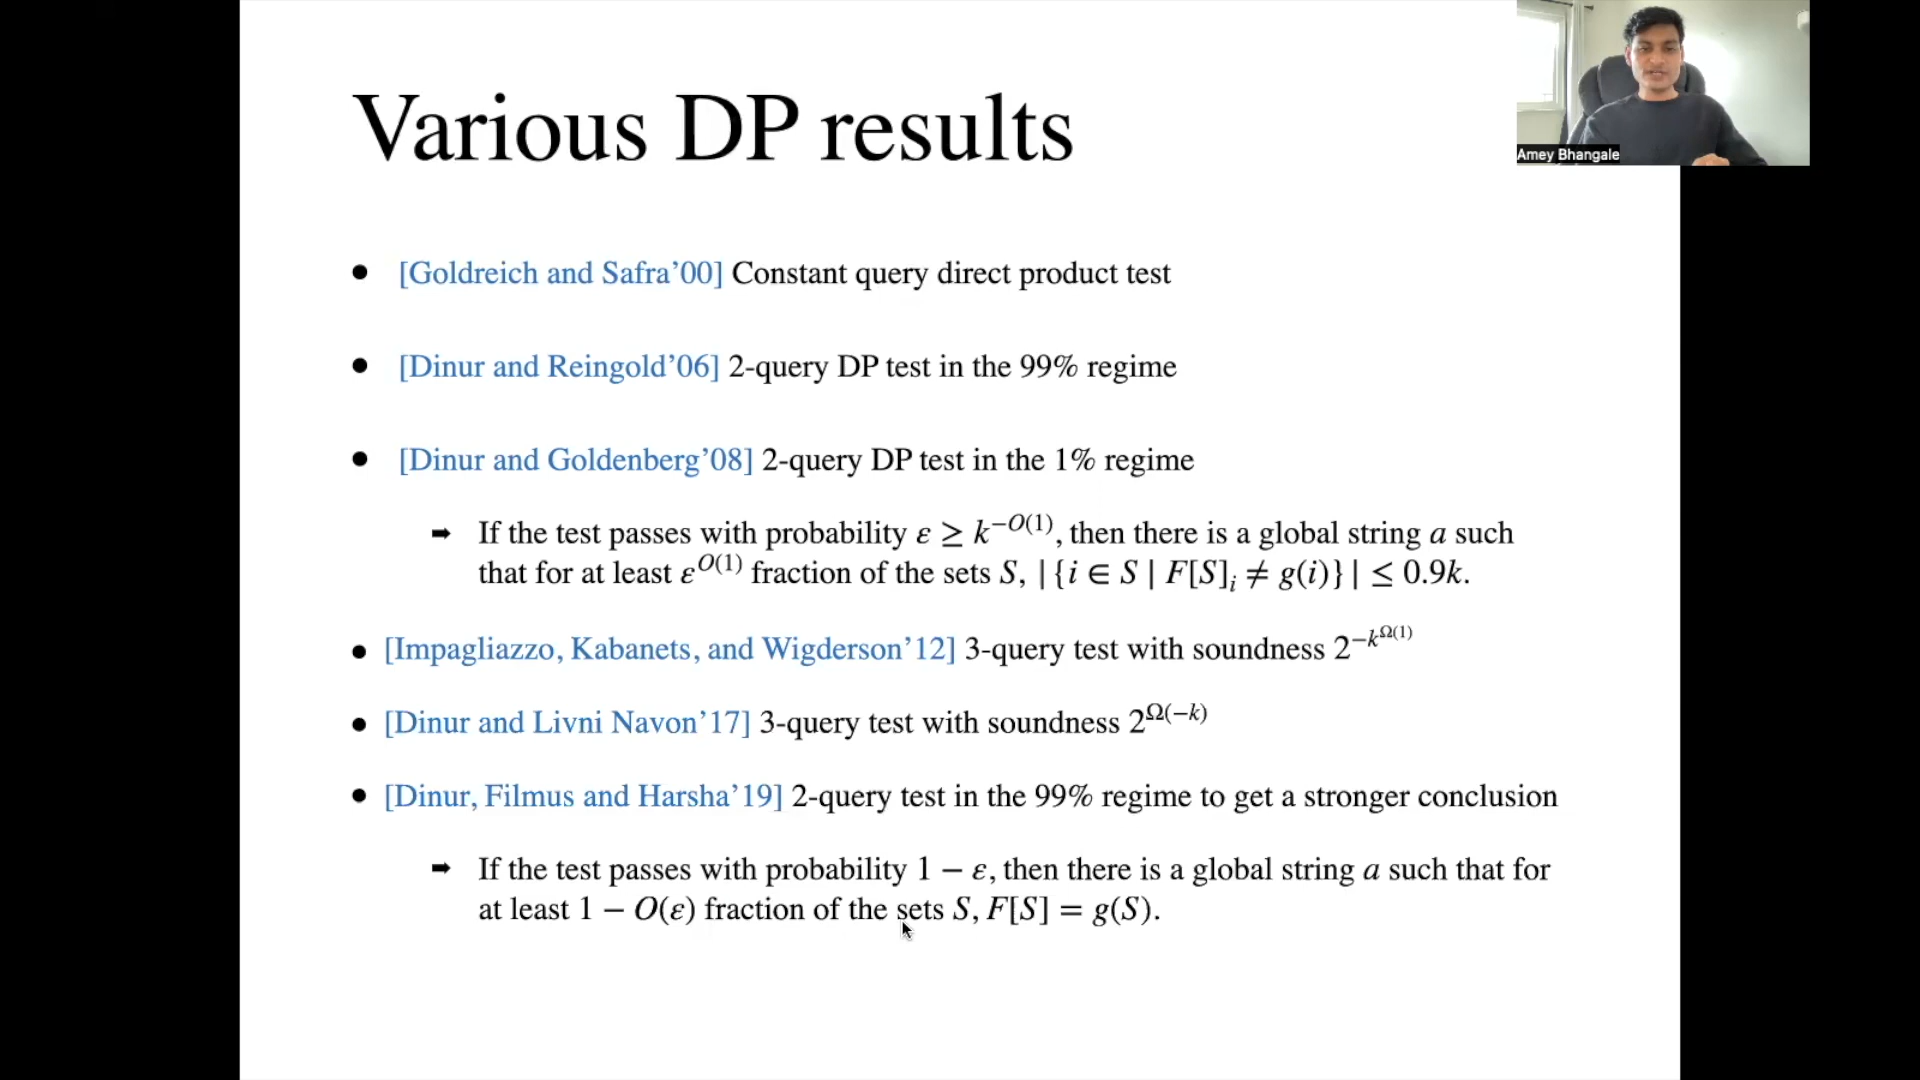 Various DP results
Amey Bhangale
• [Goldreich and Safra’00] Constant query direct product test
• [Dinur and Reingold’06] 2-query DP test in the 99% regime
• [Dinur and Goldenberg’08] 2-query DP test in the 1% regime
➡ If the test passes with probability ε ≥ k^{−O(1)}, then there is a global string a such
that for at least ε^{O(1)} fraction of the sets S, |{i ∈ S | F[S]_i ≠ g(i)}| ≤ 0.9k.
• [Impagliazzo, Kabanets, and Wigderson’12] 3-query test with soundness 2^{−k^{Ω(1)}}
• [Dinur and Livni Navon’17] 3-query test with soundness 2^{Ω(−k)}
• [Dinur, Filmus and Harsha’19] 2-query test in the 99% regime to get a stronger conclusion
➡ If the test passes with probability 1 − ε, then there is a global string a such that for
at least 1 − O(ε) fraction of the sets S, F[S] = g(S).